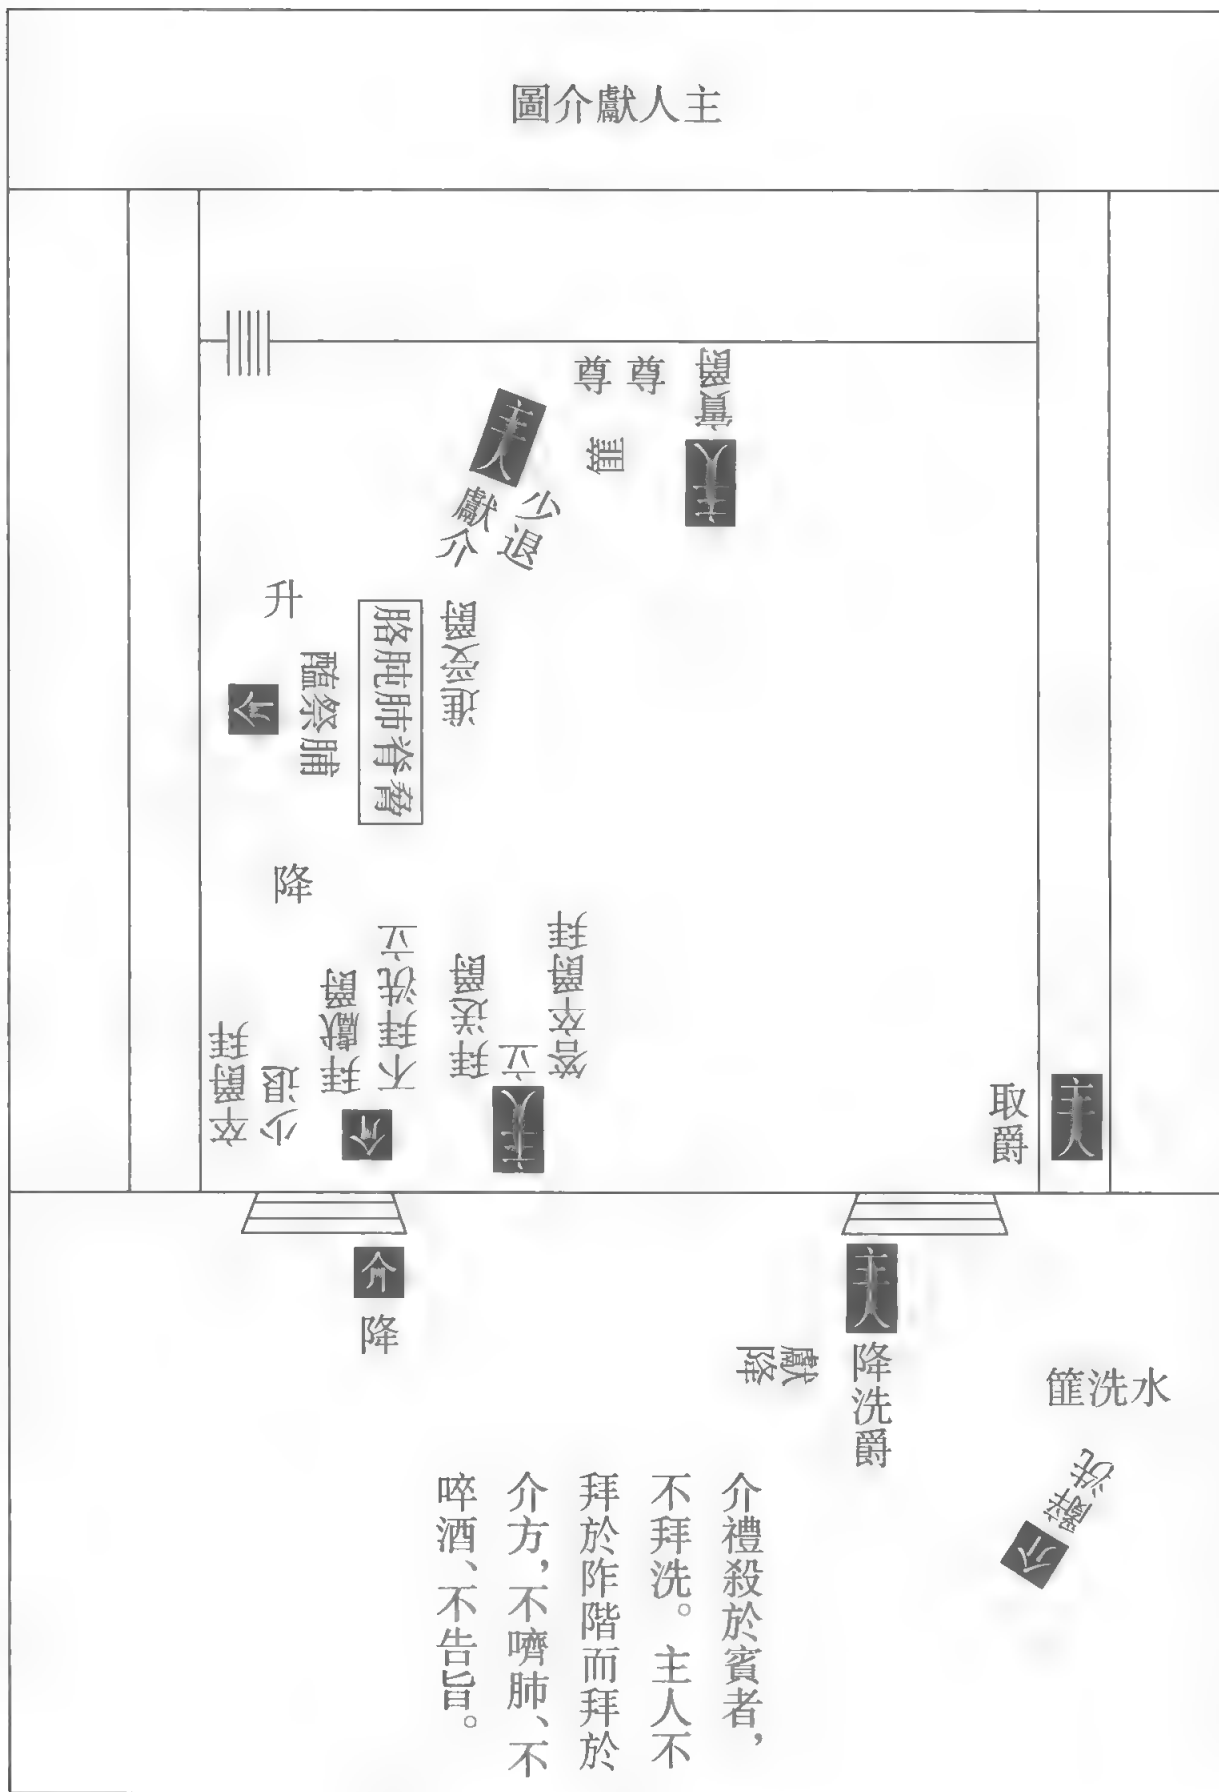 主人獻介圖
尊
尊
主人
實爵
篚
主人
獻介
少退
升
介
醢祭脯
胳肫肺脊脅
進受爵
降
介
不拜洗立
拜獻爵
少退
卒爵拜
主人
立
拜送爵
答卒爵拜
主人
取爵
介
降
主人
降洗爵
獻降
水洗篚
介
辭洗
介禮殺於賓者，
不拜洗。主人不
拜於阼階而拜於
介方，不嚌肺、不
啐酒、不告旨。